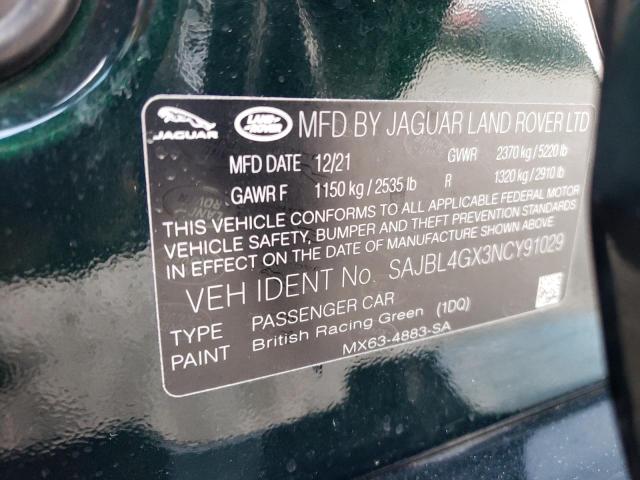 JAGUAR LAND-ROVER MFD BY JAGUAR LAND ROVER LTD
MFD DATE 12/21 GVWR 2370 kg / 5220 lb
GAWR F 1150 kg / 2535 lb R 1320 kg / 2910 lb
THIS VEHICLE CONFORMS TO ALL APPLICABLE FEDERAL MOTOR
VEHICLE SAFETY, BUMPER AND THEFT PREVENTION STANDARDS
IN EFFECT ON THE DATE OF MANUFACTURE SHOWN ABOVE.
VEH IDENT No. SAJBL4GX3NCY91029
TYPE PASSENGER CAR
PAINT British Racing Green (1DQ)
MX63-4883-SA